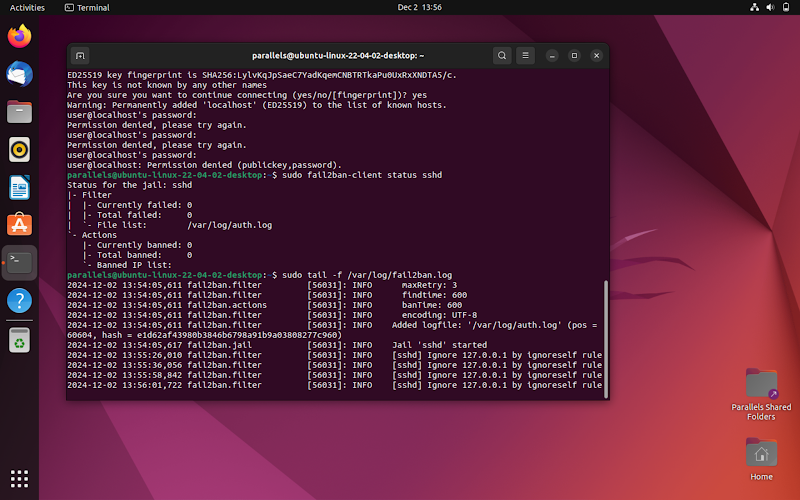 Activities
Terminal
Dec 2 13:56
parallels@ubuntu-linux-22-04-02-desktop: ~
ED25519 key fingerprint is SHA256:LylvKqJpSaeC7YadKqemCNBTRTkaPu0UxRxXNDTA5/c.
This key is not known by any other names
Are you sure you want to continue connecting (yes/no/[fingerprint])? yes
Warning: Permanently added 'localhost' (ED25519) to the list of known hosts.
user@localhost's password:
Permission denied, please try again.
user@localhost's password:
Permission denied, please try again.
user@localhost's password:
user@localhost: Permission denied (publickey,password).
parallels@ubuntu-linux-22-04-02-desktop:~$ sudo fail2ban-client status sshd
Status for the jail: sshd
|- Filter
|  |- Currently failed: 0
|  |- Total failed:     0
|  `- File list:        /var/log/auth.log
`- Actions
   |- Currently banned: 0
   |- Total banned:     0
   `- Banned IP list:
parallels@ubuntu-linux-22-04-02-desktop:~$ sudo tail -f /var/log/fail2ban.log
2024-12-02 13:54:05,611 fail2ban.filter         [56031]: INFO      maxRetry: 3
2024-12-02 13:54:05,611 fail2ban.filter         [56031]: INFO      findtime: 600
2024-12-02 13:54:05,611 fail2ban.actions        [56031]: INFO      banTime: 600
2024-12-02 13:54:05,611 fail2ban.filter         [56031]: INFO      encoding: UTF-8
2024-12-02 13:54:05,611 fail2ban.filter         [56031]: INFO    Added logfile: '/var/log/auth.log' (pos =
60604, hash = e1d62af43980b3846b6798a91b9a03808277c960)
2024-12-02 13:54:05,617 fail2ban.jail           [56031]: INFO    Jail 'sshd' started
2024-12-02 13:55:26,010 fail2ban.filter         [56031]: INFO    [sshd] Ignore 127.0.0.1 by ignoreself rule
2024-12-02 13:55:36,056 fail2ban.filter         [56031]: INFO    [sshd] Ignore 127.0.0.1 by ignoreself rule
2024-12-02 13:55:58,842 fail2ban.filter         [56031]: INFO    [sshd] Ignore 127.0.0.1 by ignoreself rule
2024-12-02 13:56:01,722 fail2ban.filter         [56031]: INFO    [sshd] Ignore 127.0.0.1 by ignoreself rule
Parallels Shared
Folders
Home